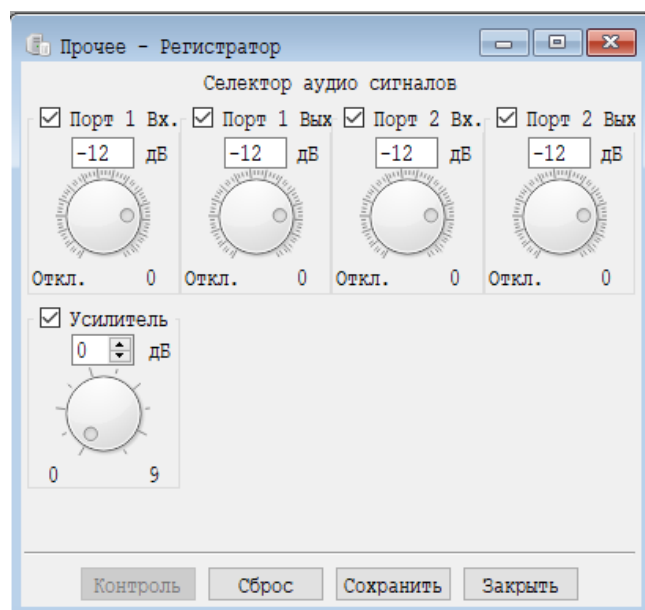 Прочее - Регистратор
Селектор аудио сигналов
Порт 1 Вх. Порт 1 Вых Порт 2 Вх. Порт 2 Вых
-12 дБ -12 дБ -12 дБ -12 дБ
Откл. 0 Откл. 0 Откл. 0 Откл. 0
Усилитель
0 дБ
0 9
Контроль Сброс Сохранить Закрыть